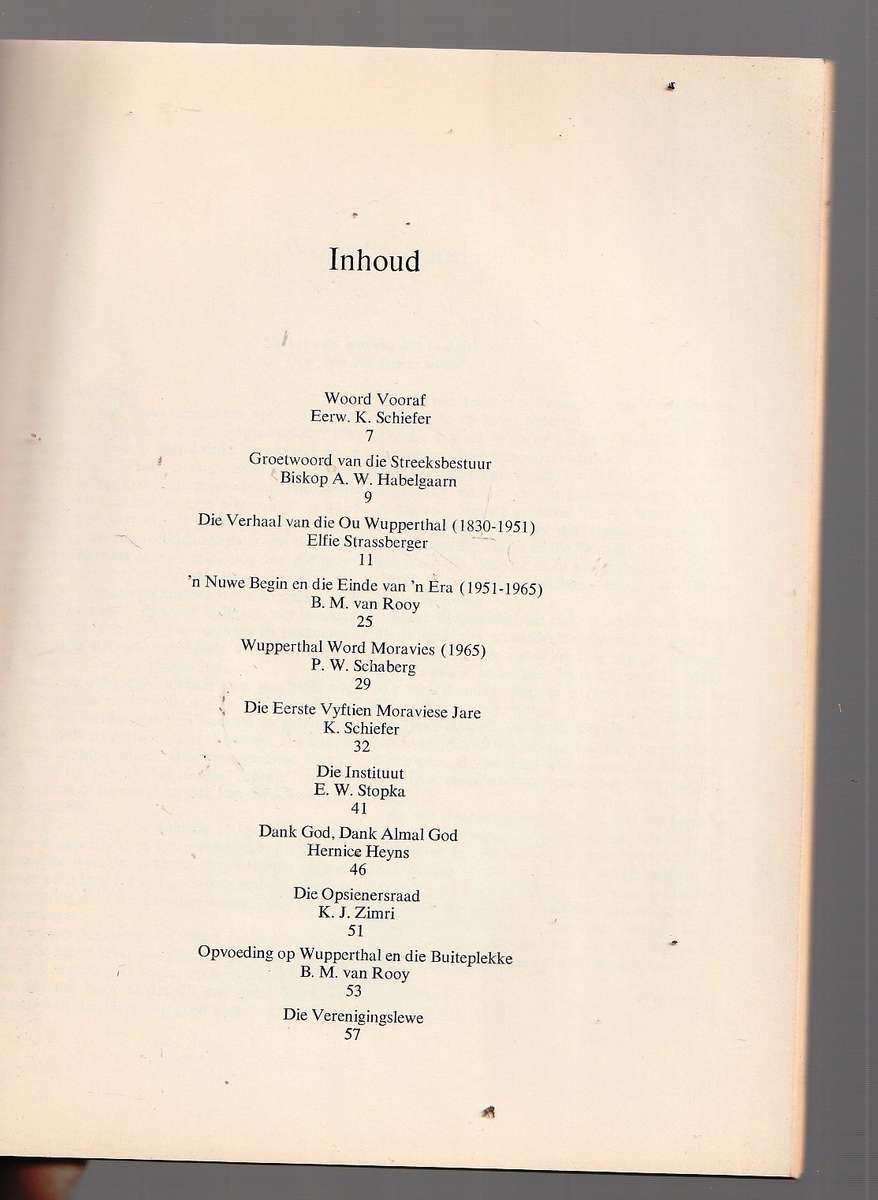 Inhoud
Woord Vooraf
Eerw. K. Schiefer
7
Groetwoord van die Streeksbestuur
Biskop A. W. Habelgaarn
9
Die Verhaal van die Ou Wupperthal (1830-1951)
Elfie Strassberger
11
'n Nuwe Begin en die Einde van 'n Era (1951-1965)
B. M. van Rooy
25
Wupperthal Word Moravies (1965)
P. W. Schaberg
29
Die Eerste Vyftien Moraviese Jare
K. Schiefer
32
Die Instituut
E. W. Stopka
41
Dank God, Dank Almal God
Hernice Heyns
46
Die Opsienersraad
K. J. Zimri
51
Opvoeding op Wupperthal en die Buiteplekke
B. M. van Rooy
53
Die Verenigingslewe
57